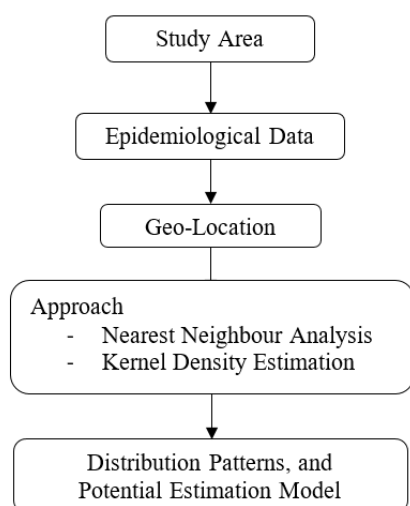 Study Area
Epidemiological Data
Geo-Location
Approach
- Nearest Neighbour Analysis
- Kernel Density Estimation
Distribution Patterns, and
Potential Estimation Model